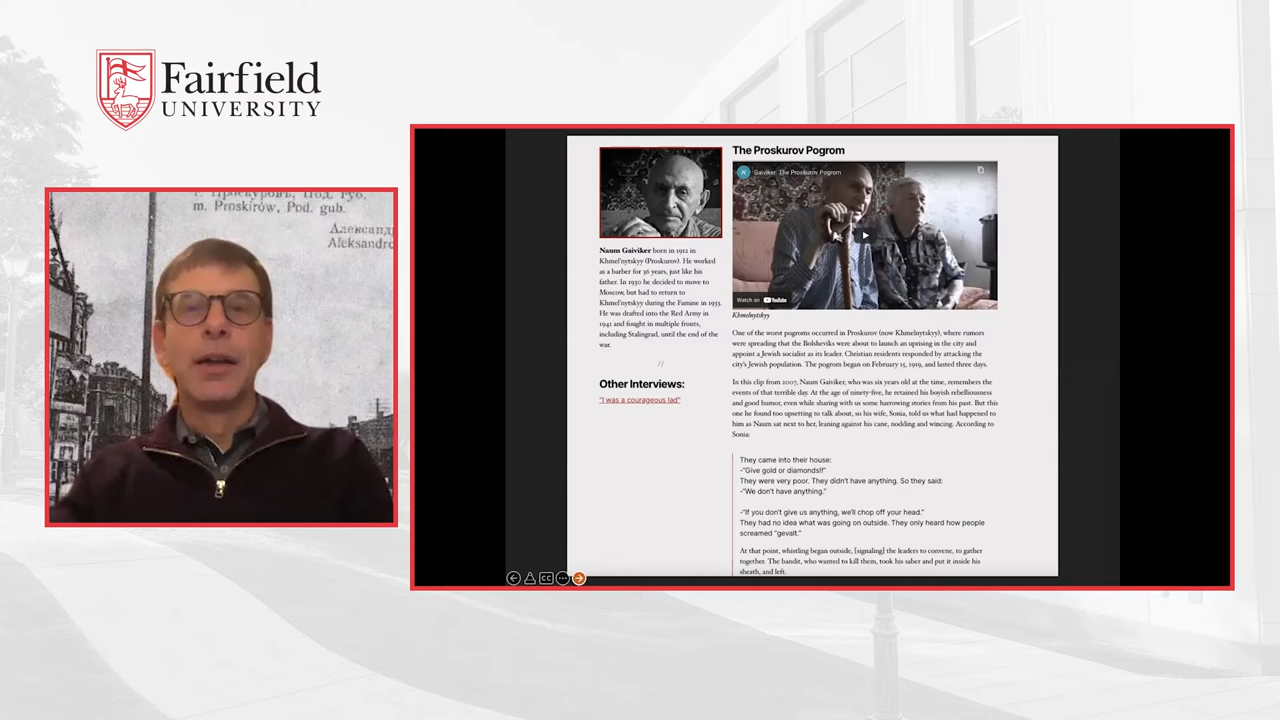 Fairfield
UNIVERSITY
г. Проскуровъ, Под. губ.
m. Proskirów, Pod. gub.
Александр
Aleksandro
The Proskurov Pogrom
N
Gaiviker: The Proskurov Pogrom
Watch on YouTube
Khmelnytskyy
Naum Gaiviker born in 1912 in
Khmel'nytskyy (Proskurov). He worked
as a barber for 36 years, just like his
father. In 1930 he decided to move to
Moscow, but had to return to
Khmel'nytskyy during the Famine in 1933.
He was drafted into the Red Army in
1941 and fought in multiple fronts,
including Stalingrad, until the end of the
war.
//
Other Interviews:
"I was a courageous lad"
One of the worst pogroms occurred in Proskurov (now Khmelnytskyy), where rumors
were spreading that the Bolsheviks were about to launch an uprising in the city and
appoint a Jewish socialist as its leader. Christian residents responded by attacking the
city's Jewish population. The pogrom began on February 15, 1919, and lasted three days.
In this clip from 2007, Naum Gaiviker, who was six years old at the time, remembers the
events of that terrible day. At the age of ninety-five, he retained his boyish rebelliousness
and good humor, even while sharing with us some harrowing stories from his past. But this
one he found too upsetting to talk about, so his wife, Sonia, told us what had happened to
him as Naum sat next to her, leaning against his cane, nodding and wincing. According to
Sonia:
They came into their house:
-"Give gold or diamonds!!"
They were very poor. They didn't have anything. So they said:
-"We don't have anything."
-"If you don't give us anything, we'll chop off your head."
They had no idea what was going on outside. They only heard how people
screamed "gevalt."
At that point, whistling began outside, [signaling] the leaders to convene, to gather
together. The bandit, who wanted to kill them, took his saber and put it inside his
sheath, and left.
CC